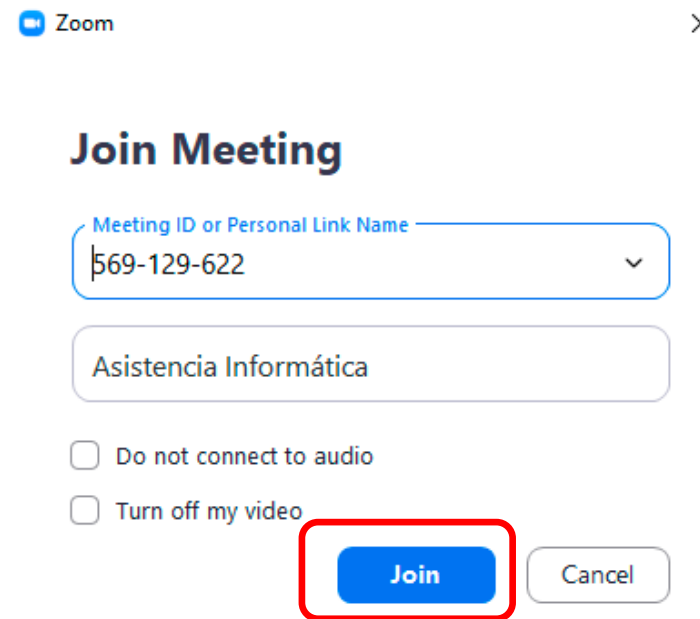 Zoom
Join Meeting
Meeting ID or Personal Link Name
569-129-622
Asistencia Informática
Do not connect to audio
Turn off my video
Join Cancel